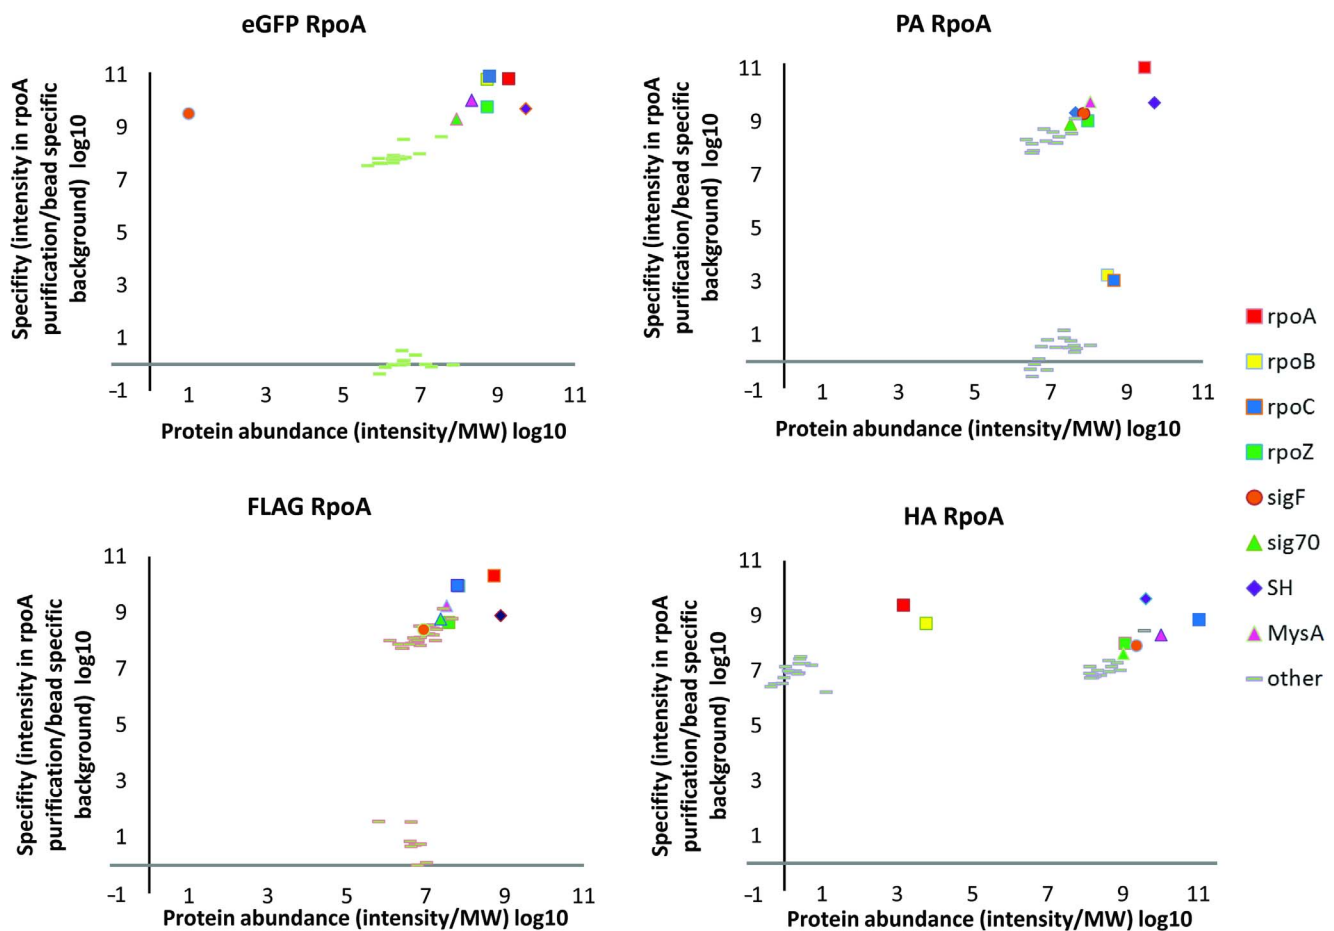 eGFP RpoA
Specifity (intensity in rpoA
purification/bead specific
background) log10
11
9
7
5
3
1
−1
1 3 5 7 9 11
Protein abundance (intensity/MW) log10
PA RpoA
Specifity (intensity in rpoA
purification/bead specific
background) log10
11
9
7
5
3
1
−1
1 3 5 7 9 11
Protein abundance (intensity/MW) log10
FLAG RpoA
Specifity (intensity in rpoA
purification/bead specific
background) log10
11
9
7
5
3
1
−1
1 3 5 7 9 11
Protein abundance (intensity/MW) log10
HA RpoA
Specifity (intensity in rpoA
purification/bead specific
background) log10
11
9
7
5
3
1
−1
1 3 5 7 9 11
Protein abundance (intensity/MW) log10
rpoA
rpoB
rpoC
rpoZ
sigF
sig70
SH
MysA
other